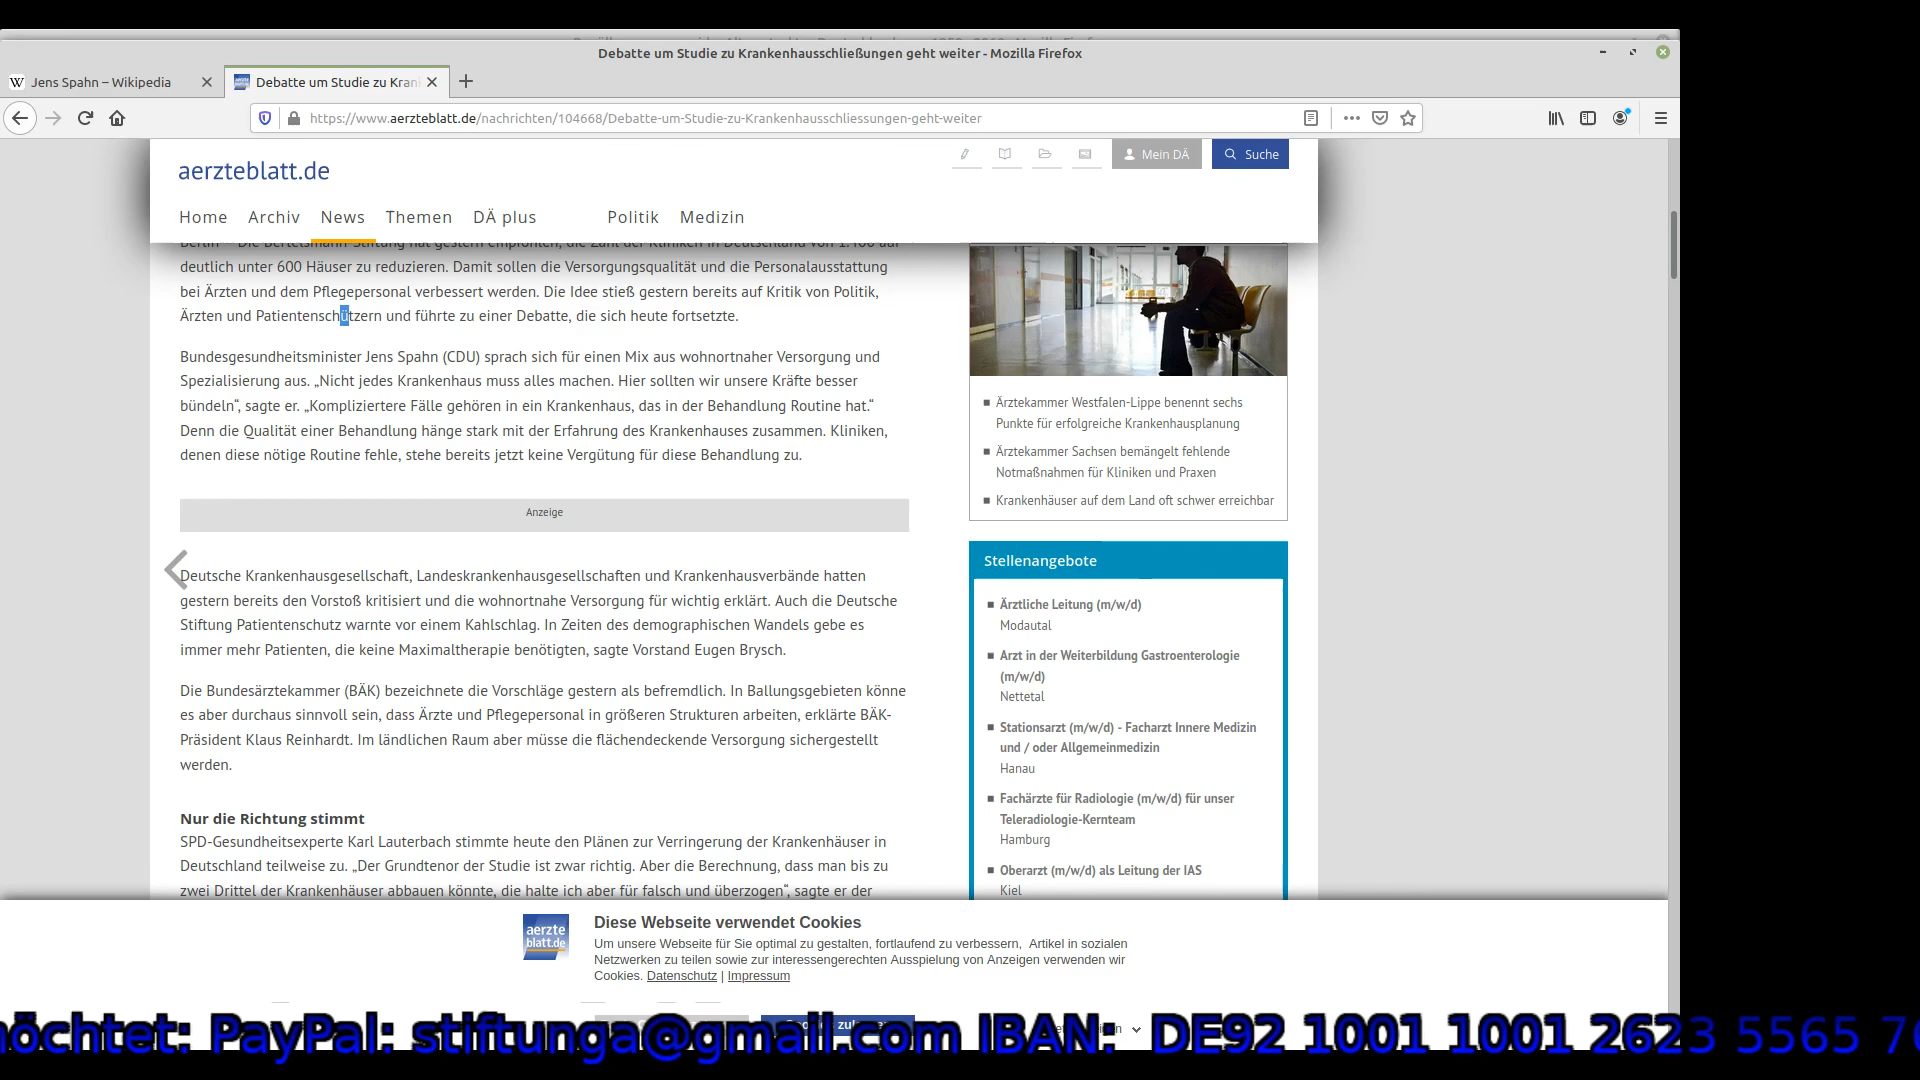 Debatte um Studie zu Krankenhausschließungen geht weiter - Mozilla Firefox
Jens Spahn – Wikipedia
Debatte um Studie zu Kran
https://www.aerzteblatt.de/nachrichten/104668/Debatte-um-Studie-zu-Krankenhausschliessungen-geht-weiter
aerzteblatt.de
Mein DÄ
Suche
Home Archiv News Themen DÄ plus Politik Medizin
deutlich unter 600 Häuser zu reduzieren. Damit sollen die Versorgungsqualität und die Personalausstattung
bei Ärzten und dem Pflegepersonal verbessert werden. Die Idee stieß gestern bereits auf Kritik von Politik,
Ärzten und Patientenschützern und führte zu einer Debatte, die sich heute fortsetzte.
Bundesgesundheitsminister Jens Spahn (CDU) sprach sich für einen Mix aus wohnortnaher Versorgung und
Spezialisierung aus. „Nicht jedes Krankenhaus muss alles machen. Hier sollten wir unsere Kräfte besser
bündeln“, sagte er. „Kompliziertere Fälle gehören in ein Krankenhaus, das in der Behandlung Routine hat.“
Denn die Qualität einer Behandlung hänge stark mit der Erfahrung des Krankenhauses zusammen. Kliniken,
denen diese nötige Routine fehle, stehe bereits jetzt keine Vergütung für diese Behandlung zu.
Anzeige
Deutsche Krankenhausgesellschaft, Landeskrankenhausgesellschaften und Krankenhausverbände hatten
gestern bereits den Vorstoß kritisiert und die wohnortnahe Versorgung für wichtig erklärt. Auch die Deutsche
Stiftung Patientenschutz warnte vor einem Kahlschlag. In Zeiten des demographischen Wandels gebe es
immer mehr Patienten, die keine Maximaltherapie benötigten, sagte Vorstand Eugen Brysch.
Die Bundesärztekammer (BÄK) bezeichnete die Vorschläge gestern als befremdlich. In Ballungsgebieten könne
es aber durchaus sinnvoll sein, dass Ärzte und Pflegepersonal in größeren Strukturen arbeiten, erklärte BÄK-
Präsident Klaus Reinhardt. Im ländlichen Raum aber müsse die flächendeckende Versorgung sichergestellt
werden.
Nur die Richtung stimmt
SPD-Gesundheitsexperte Karl Lauterbach stimmte heute den Plänen zur Verringerung der Krankenhäuser in
Deutschland teilweise zu. „Der Grundtenor der Studie ist zwar richtig. Aber die Berechnung, dass man bis zu
zwei Drittel der Krankenhäuser abbauen könnte, die halte ich aber für falsch und überzogen“, sagte er der
Ärztekammer Westfalen-Lippe benennt sechs
Punkte für erfolgreiche Krankenhausplanung
Ärztekammer Sachsen bemängelt fehlende
Notmaßnahmen für Kliniken und Praxen
Krankenhäuser auf dem Land oft schwer erreichbar
Stellenangebote
Ärztliche Leitung (m/w/d)
Modautal
Arzt in der Weiterbildung Gastroenterologie
(m/w/d)
Nettetal
Stationsarzt (m/w/d) - Facharzt Innere Medizin
und / oder Allgemeinmedizin
Hanau
Fachärzte für Radiologie (m/w/d) für unser
Teleradiologie-Kernteam
Hamburg
Oberarzt (m/w/d) als Leitung der IAS
Kiel
aerzte
blatt.de
Diese Webseite verwendet Cookies
Um unsere Webseite für Sie optimal zu gestalten, fortlaufend zu verbessern, Artikel in sozialen
Netzwerken zu teilen sowie zur interessengerechten Ausspielung von Anzeigen verwenden wir
Cookies. Datenschutz | Impressum
möchtet: PayPal: stiftunga@gmail.com IBAN: DE92 1001 1001 2623 5565 7